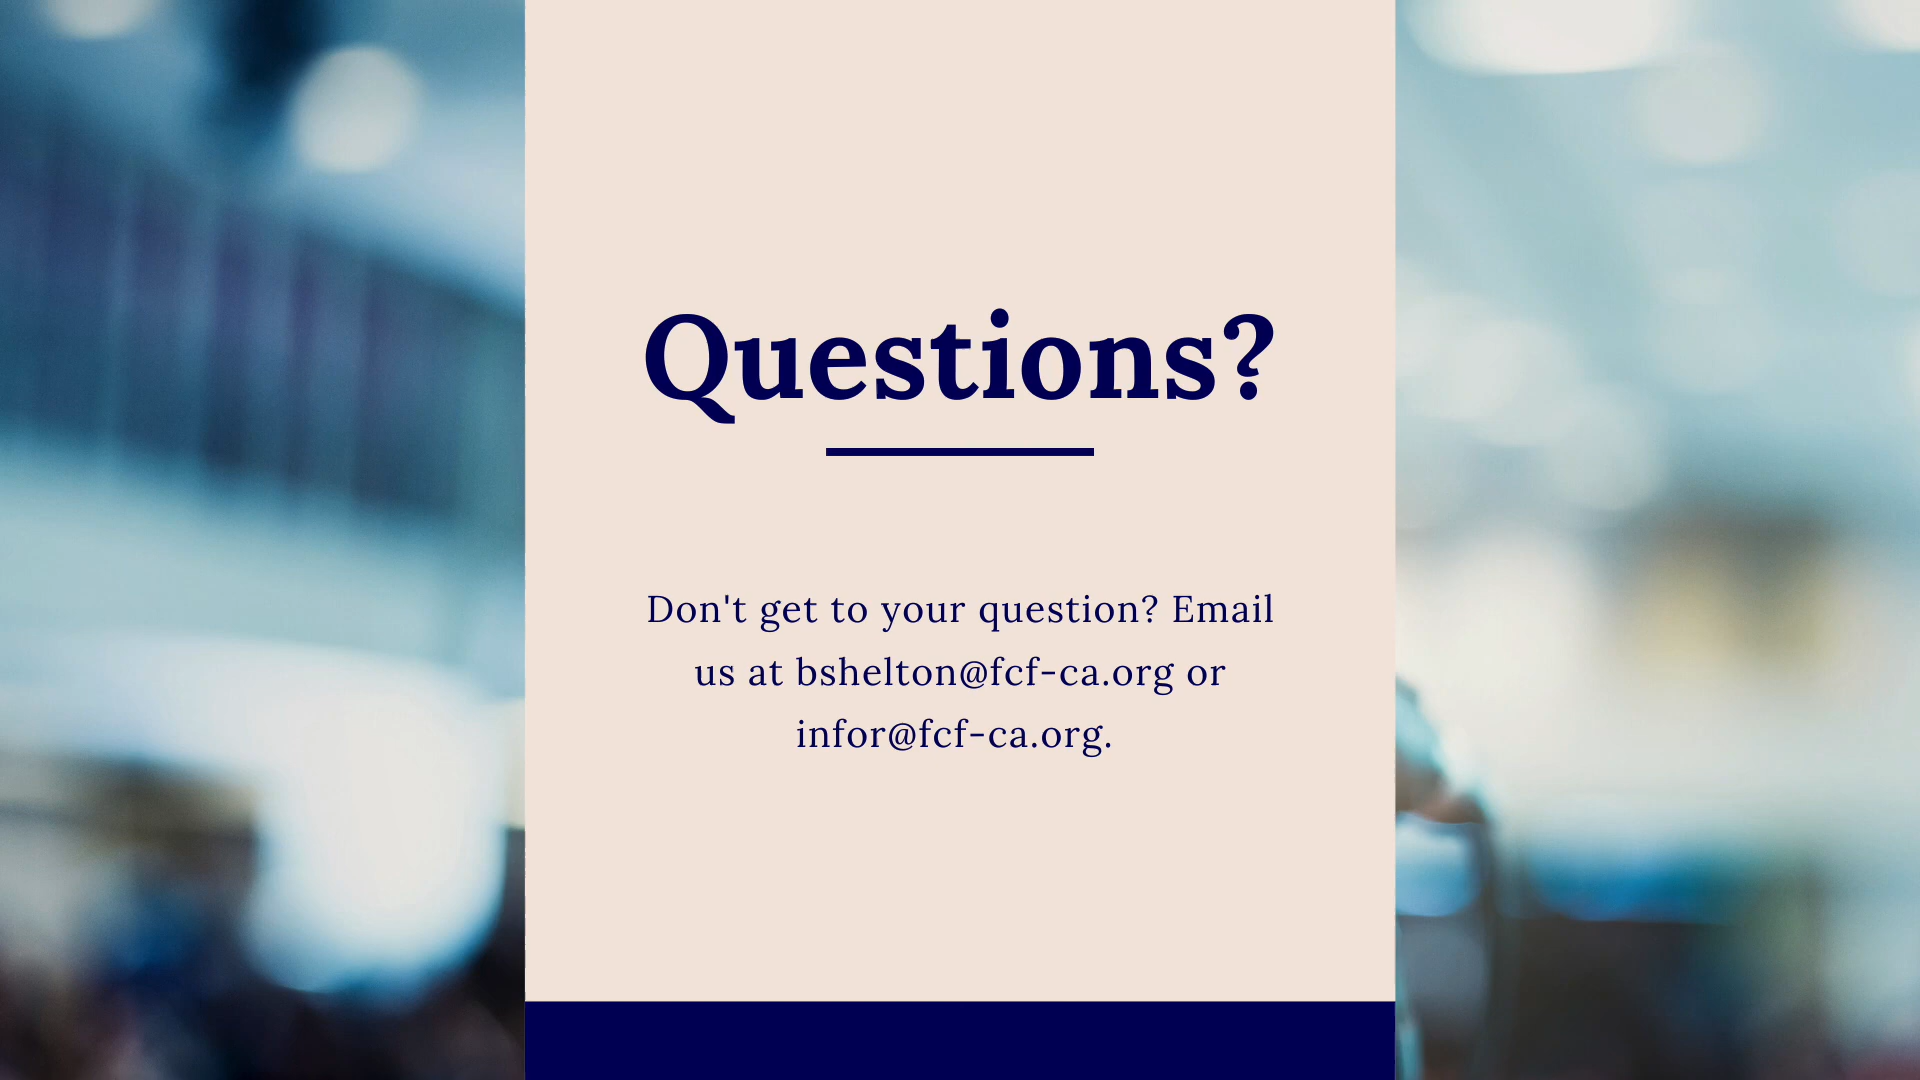 Questions?
Don't get to your question? Email
us at bshelton@fcf-ca.org or
infor@fcf-ca.org.